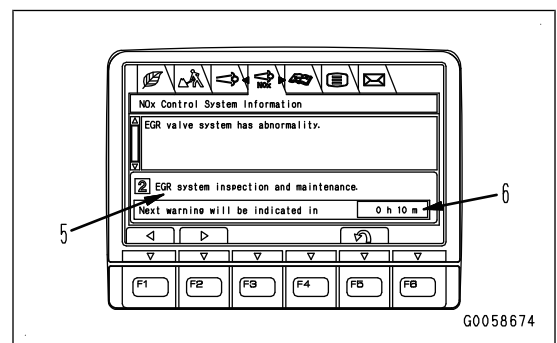 NOx
NOx Control System Information
EGR valve system has abnormality.
2 EGR system inspection and maintenance.
Next warning will be indicated in 0 h 10 m
5
6
F1 F2 F3 F4 F5 F6
G0058674